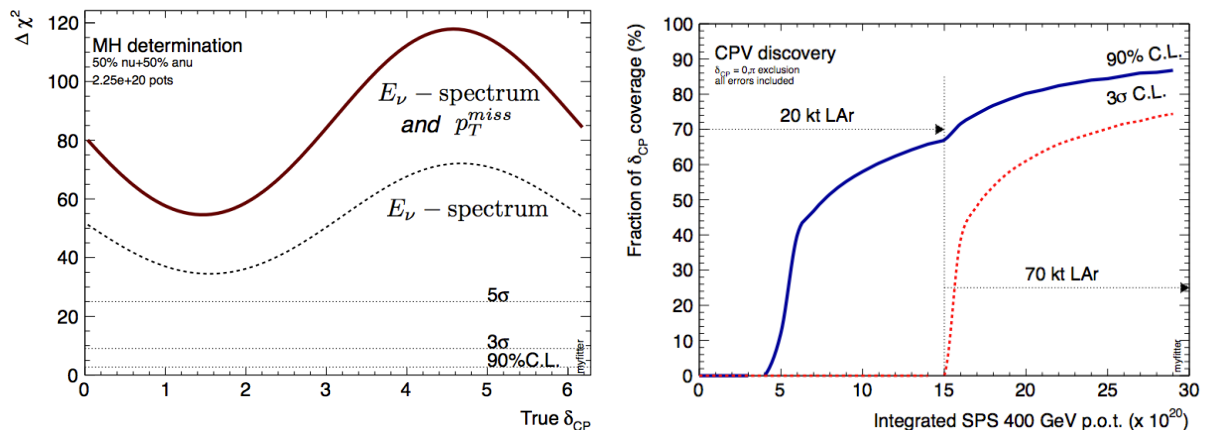 Δ χ²
120
100
80
60
40
20
0
MH determination
50% nu+50% anu
2.25e+20 pots
E_ν − spectrum
and p_T^{miss}
E_ν − spectrum
5σ
3σ
90%C.L.
myfitter
0 1 2 3 4 5 6
True δ_CP
Fraction of δ_CP coverage (%)
100
90
80
70
60
50
40
30
20
10
0
CPV discovery
δ_CP = 0,π exclusion
all errors included
90% C.L.
3σ C.L.
20 kt LAr
70 kt LAr
myfitter
0 5 10 15 20 25 30
Integrated SPS 400 GeV p.o.t. (x 10²⁰)